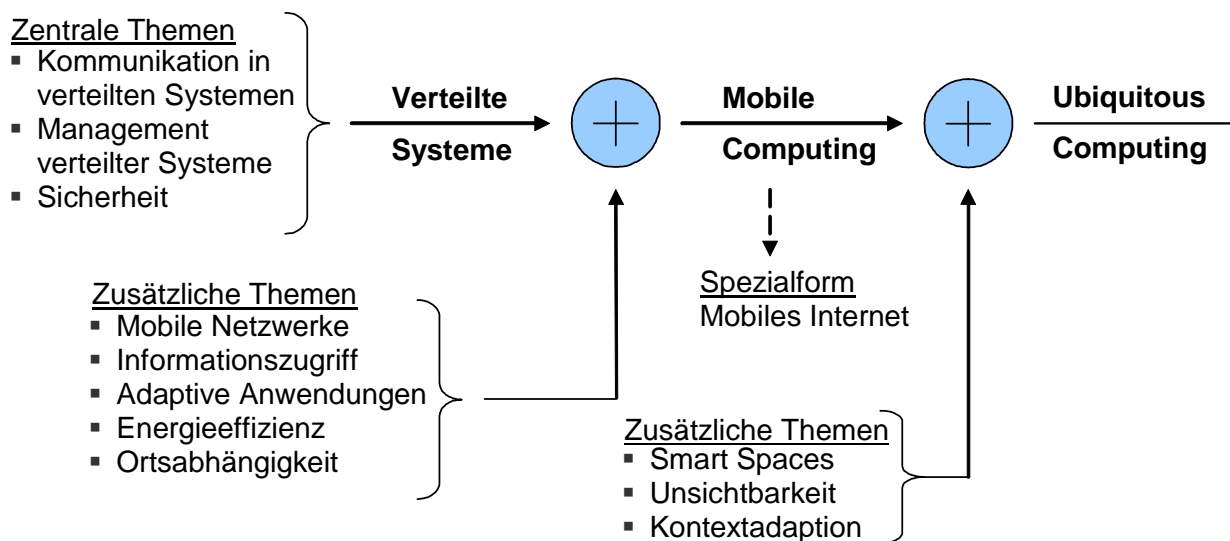 Zentrale Themen
▪ Kommunikation in
verteilten Systemen
▪ Management
verteilter Systeme
▪ Sicherheit
Verteilte
Systeme
Mobile
Computing
Ubiquitous
Computing
Zusätzliche Themen
▪ Mobile Netzwerke
▪ Informationszugriff
▪ Adaptive Anwendungen
▪ Energieeffizienz
▪ Ortsabhängigkeit
Spezialform
Mobiles Internet
Zusätzliche Themen
▪ Smart Spaces
▪ Unsichtbarkeit
▪ Kontextadaption